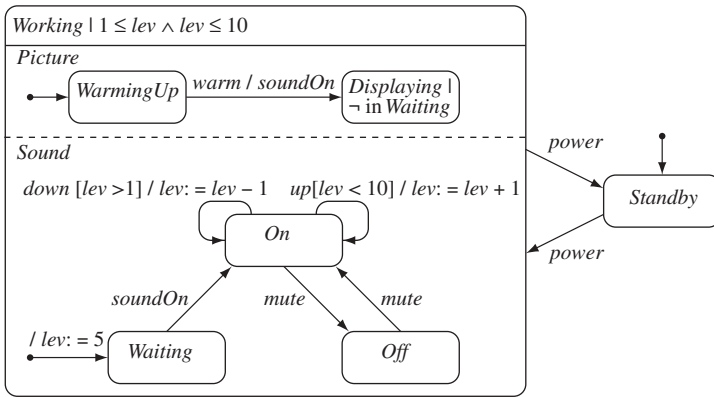 Working | 1 ≤ lev ∧ lev ≤ 10
Picture
WarmingUp
warm / soundOn
Displaying |
¬ in Waiting
Sound
power
Standby
power
down [lev >1] / lev: = lev – 1
up[lev < 10] / lev: = lev + 1
On
soundOn
mute
mute
/ lev: = 5
Waiting
Off